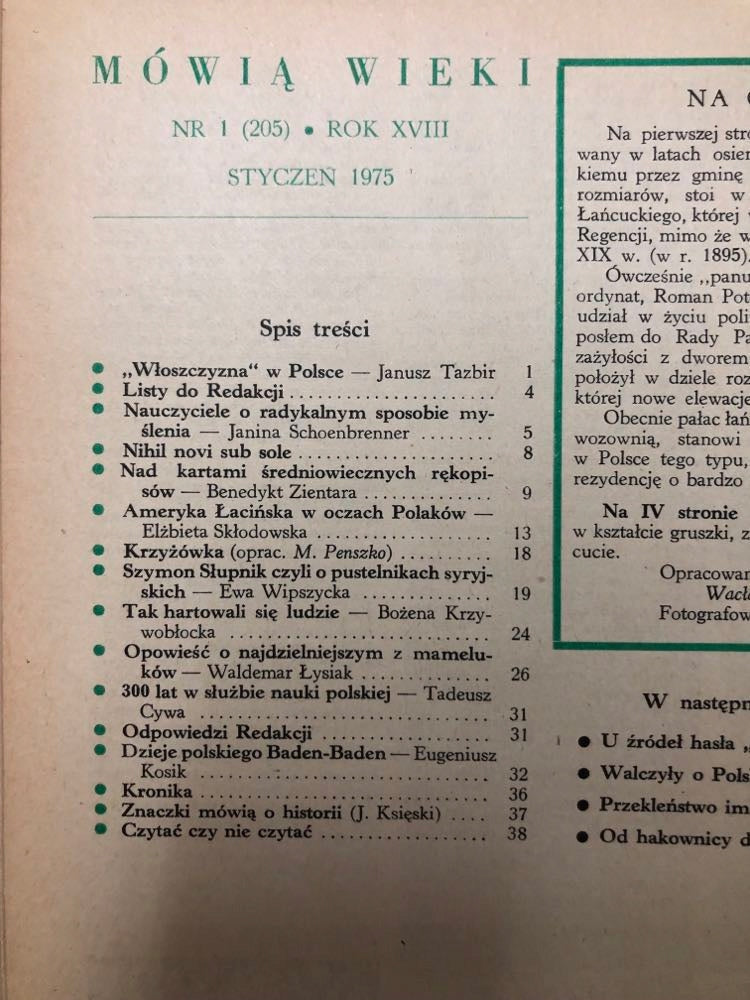 MÓWIĄ WIEKI
NR 1 (205) • ROK XVIII
STYCZEŃ 1975
Spis treści
• „Włoszczyzna“ w Polsce — Janusz Tazbir 1
• Listy do Redakcji ...................... 4
• Nauczyciele o radykalnym sposobie my-
ślenia — Janina Schoenbrenner ........ 5
• Nihil novi sub sole .................... 8
• Nad kartami średniowiecznych rękopi-
sów — Benedykt Zientara .............. 9
• Ameryka Łacińska w oczach Polaków —
Elżbieta Skłodowska ................... 13
• Krzyżówka (oprac. M. Penszko) .......... 18
• Szymon Słupnik czyli o pustelnikach syryj-
skich — Ewa Wipszycka .............. 19
• Tak hartowali się ludzie — Bożena Krzy-
wobłocka ............................ 24
• Opowieść o najdzielniejszym z mamelu-
ków — Waldemar Łysiak .............. 26
• 300 lat w służbie nauki polskiej — Tadeusz
Cywa ............................... 31
• Odpowiedzi Redakcji .................. 31
• Dzieje polskiego Baden-Baden — Eugeniusz
Kosik ............................... 32
• Kronika ............................... 36
• Znaczki mówią o historii (J. Księski) .... 37
• Czytać czy nie czytać .................. 38
NA
Na pierwszej
wany w latach
kiemu przez gminę
rozmiarów, stoi w
Łańcuckiego, której
Regencji, mimo że
XIX w. (w r. 1895).
Ówcześnie „panu
ordynat, Roman Pot
udział w życiu poli
posłem do Rady Pa
zażyłości z dworem
położył w dziele roz
której nowe elewacje
Obecnie pałac łań
wozownią, stanowi
w Polsce tego typu,
rezydencję o bardzo
Na IV stronie
w kształcie gruszki, z
cucie.
Opracowan
Wacła
Fotografow
W następn
• U źródeł hasła „
• Walczyły o Pols
• Przekleństwo im
• Od hakownicy d